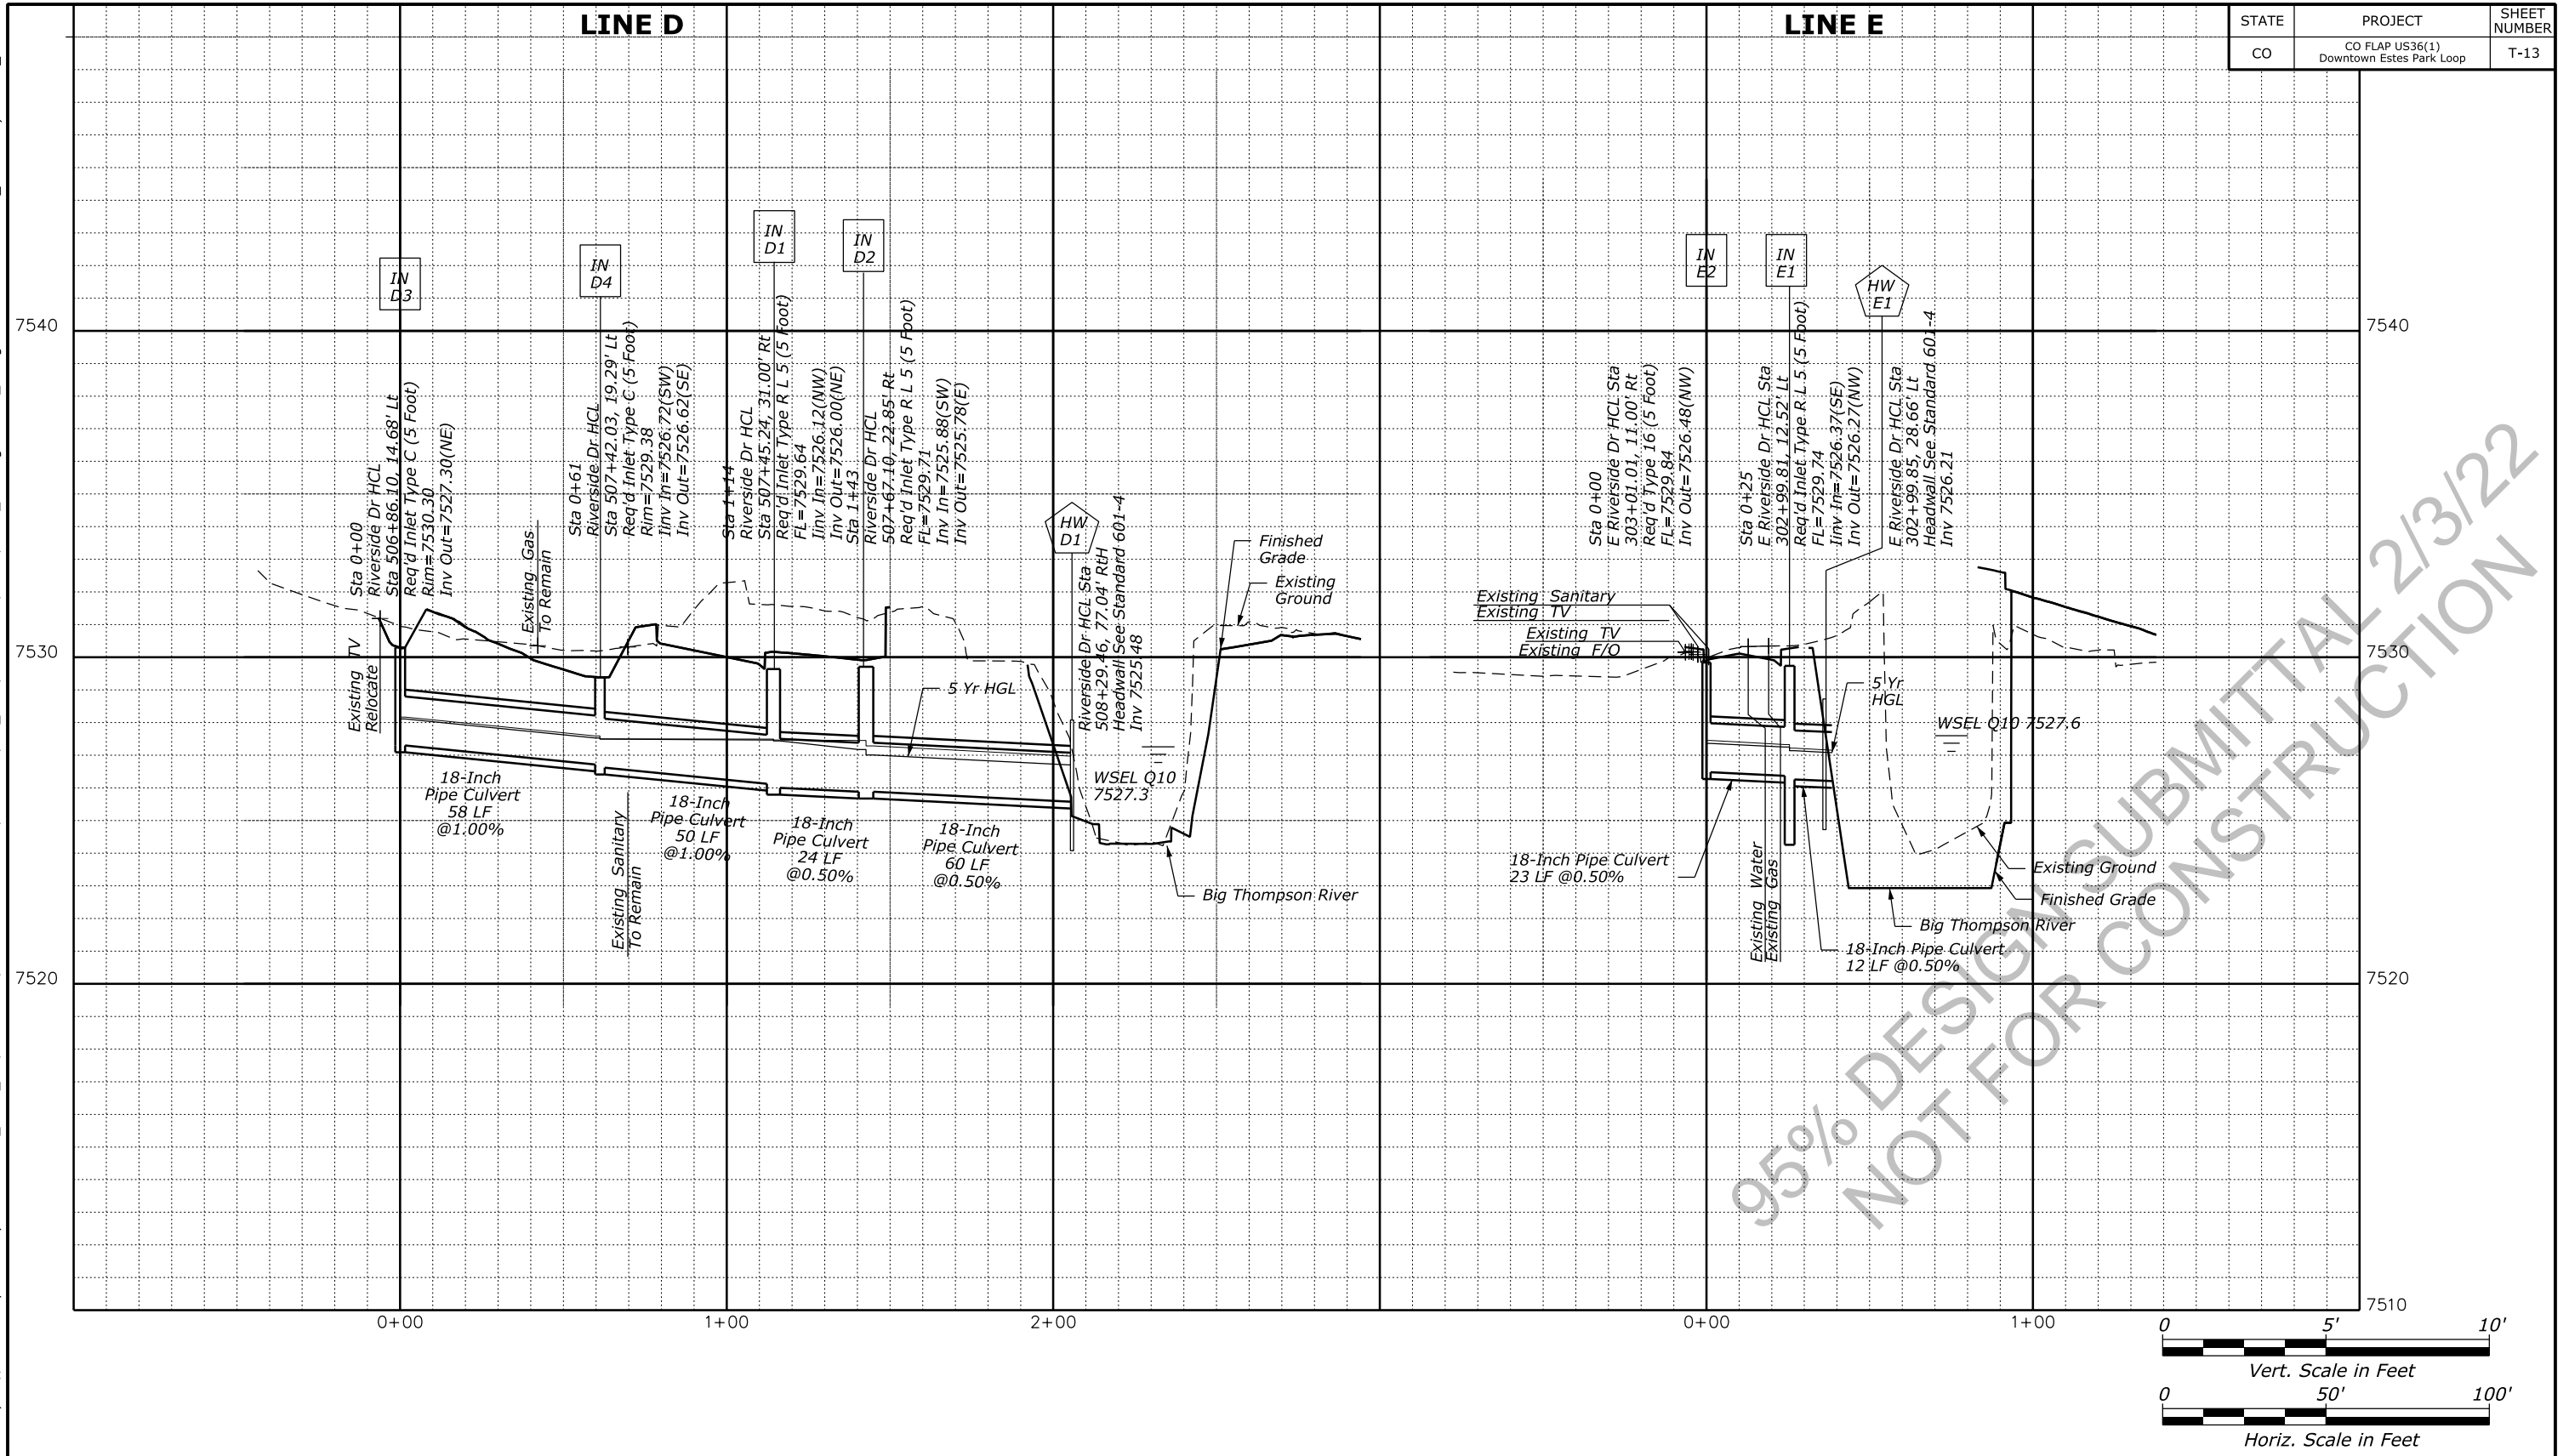 LINE D
LINE E
STATE
PROJECT
SHEET
NUMBER
CO
CO FLAP US36(1)
Downtown Estes Park Loop
T-13
7540
7530
7520
IN
D3
IN
D4
IN
D1
IN
D2
HW
D1
Sta 0+00
Riverside Dr HCL
Sta 506+86.10, 14.68' Lt
Req'd Inlet Type C (5 Foot)
Rim=7530.30
Inv Out=7527.30(NE)
Existing TV
Relocate
Existing Gas
To Remain
Sta 0+61
Riverside Dr HCL
Sta 507+42.03, 19.29' Lt
Req'd Inlet Type C (5 Foot)
Rim=7529.38
Iinv In=7526.72(SW)
Inv Out=7526.62(SE)
Sta 1+14
Riverside Dr HCL
Sta 507+45.24, 31.00' Rt
Req'd Inlet Type R L 5 (5 Foot)
FL=7529.64
Iinv In=7526.12(NW)
Inv Out=7526.00(NE)
Sta 1+43
Riverside Dr HCL
507+67.10, 22.85' Rt
Req'd Inlet Type R L 5 (5 Foot)
FL=7529.71
Inv In=7525.88(SW)
Inv Out=7525.78(E)
Riverside Dr HCL Sta
508+29.46, 77.04' RtH
Headwall See Standard 601-4
Inv 7525.48
Finished
Grade
Existing
Ground
5 Yr HGL
WSEL Q10
7527.3
18-Inch
Pipe Culvert
58 LF
@1.00%
Existing Sanitary
To Remain
18-Inch
Pipe Culvert
50 LF
@1.00%
18-Inch
Pipe Culvert
24 LF
@0.50%
18-Inch
Pipe Culvert
60 LF
@0.50%
Big Thompson River
IN
E2
IN
E1
HW
E1
Sta 0+00
E Riverside Dr HCL Sta
303+01.01, 11.00' Rt
Req'd Type 16 (5 Foot)
FL=7529.84
Inv Out=7526.48(NW)
Sta 0+25
E Riverside Dr HCL Sta
302+99.81, 12.52' Lt
Req'd Inlet Type R L 5 (5 Foot)
FL=7529.74
Iinv In=7526.37(SE)
Inv Out=7526.27(NW)
E Riverside Dr HCL Sta
302+99.85, 28.66' Lt
Headwall See Standard 601-4
Inv 7526.21
Existing Sanitary
Existing TV
Existing TV
Existing F/O
5 Yr
HGL
WSEL Q10 7527.6
18-Inch Pipe Culvert
23 LF @0.50%
Existing Water
Existing Gas
Existing Ground
Finished Grade
Big Thompson River
18-Inch Pipe Culvert
12 LF @0.50%
7540
7530
7520
7510
95% DESIGN SUBMITTAL 2/3/22
NOT FOR CONSTRUCTION
0+00
1+00
2+00
0+00
1+00
0
5'
10'
Vert. Scale in Feet
0
50'
100'
Horiz. Scale in Feet